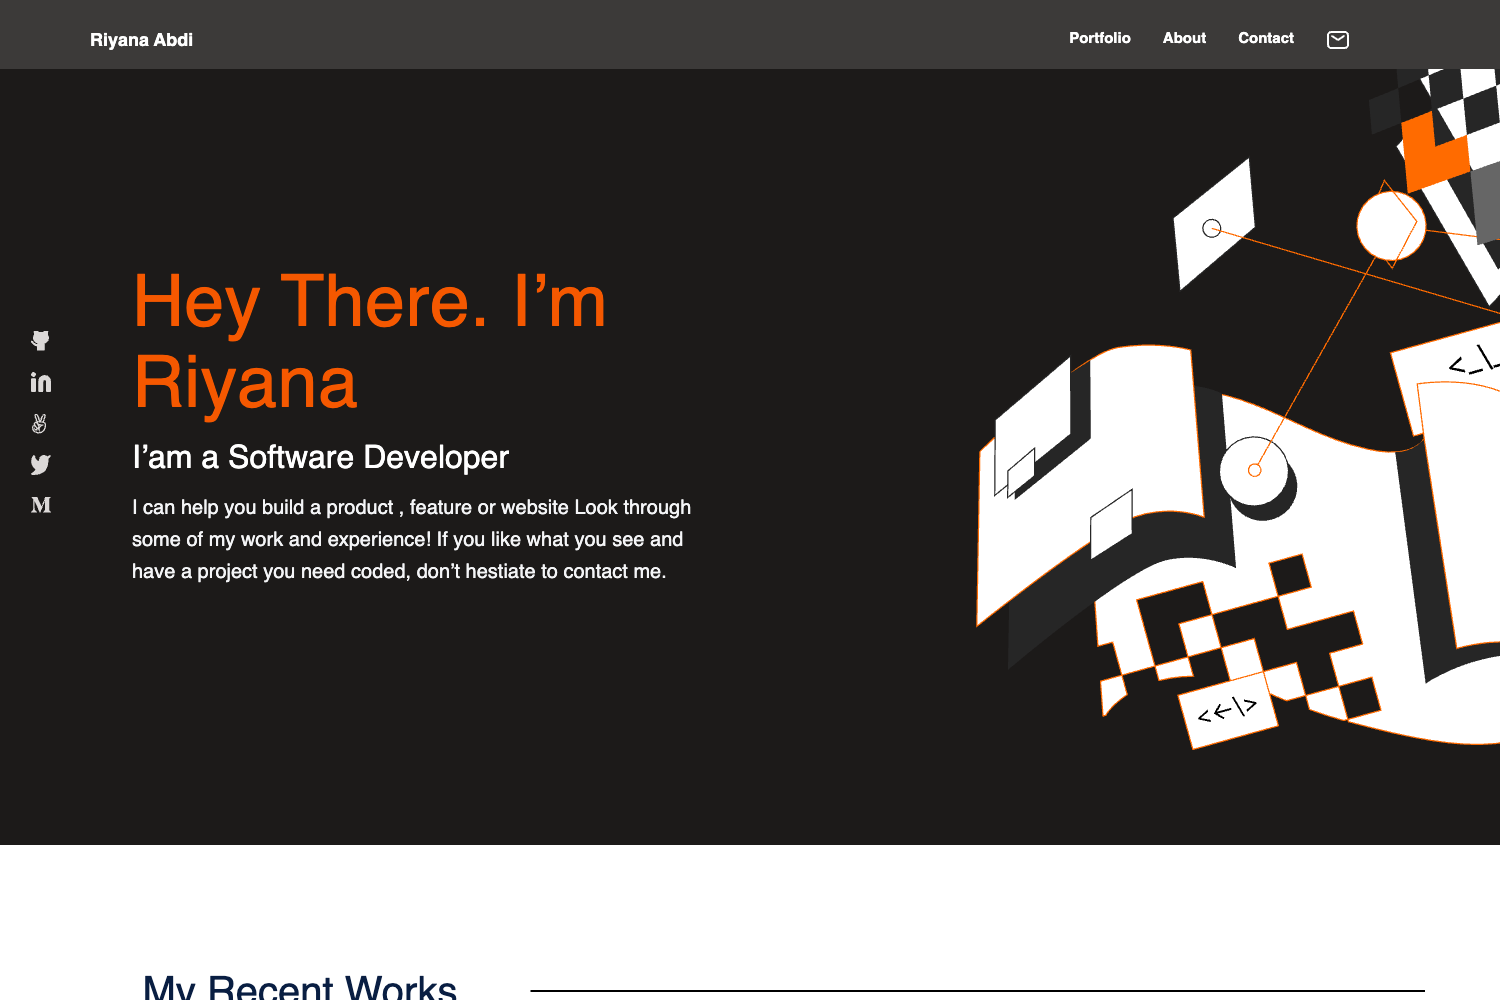 Riyana Abdi
Portfolio
About
Contact
Hey There. I’m
Riyana
I’am a Software Developer
I can help you build a product , feature or website Look through
some of my work and experience! If you like what you see and
have a project you need coded, don’t hestiate to contact me.
<_\_
<←\>
My Recent Works